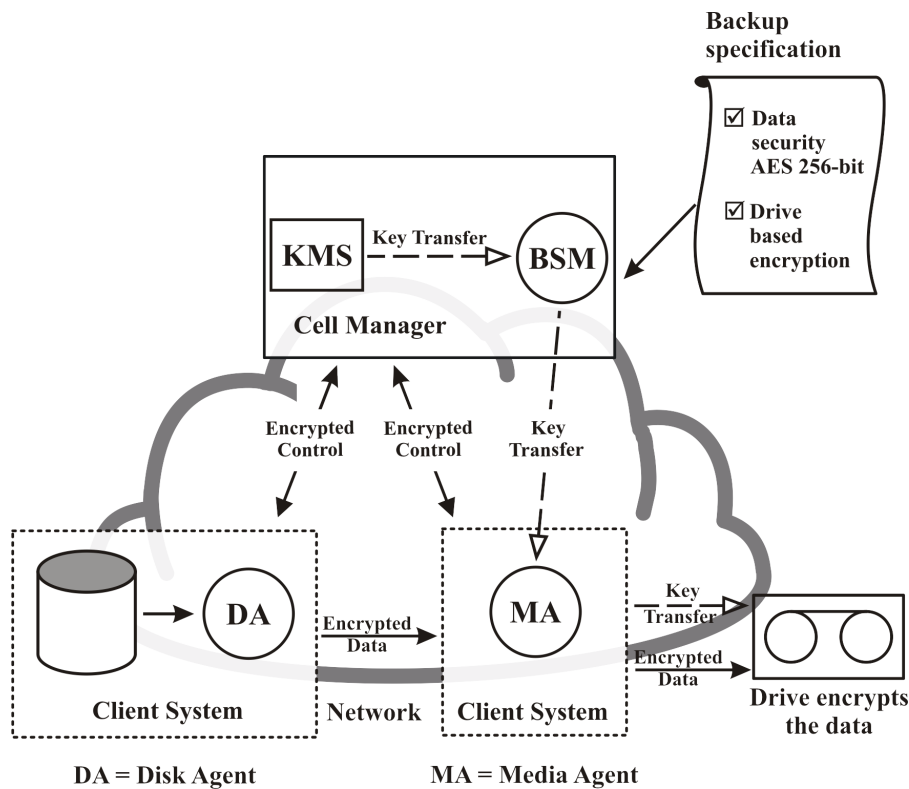 Backup
specification
Data
security
AES 256-bit
Drive
based
encryption
KMS
Key Transfer
BSM
Cell Manager
Encrypted
Control
Encrypted
Control
Key
Transfer
DA
Encrypted
Data
MA
Key
Transfer
Encrypted
Data
Client System
Network
Client System
Drive encrypts
the data
DA = Disk Agent
MA = Media Agent